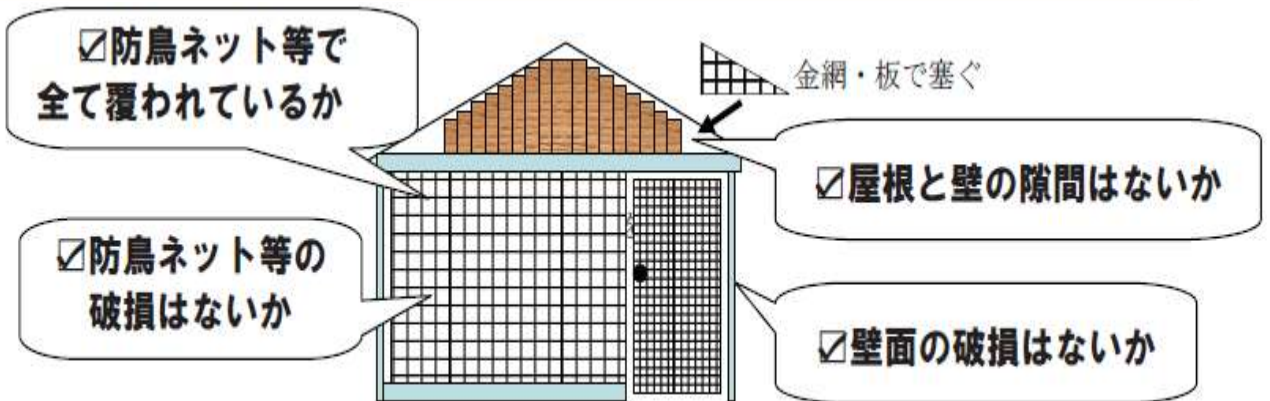 ☑防鳥ネット等で
全て覆われているか
金網・板で塞ぐ
☑屋根と壁の隙間はないか
☑防鳥ネット等の
破損はないか
☑壁面の破損はないか